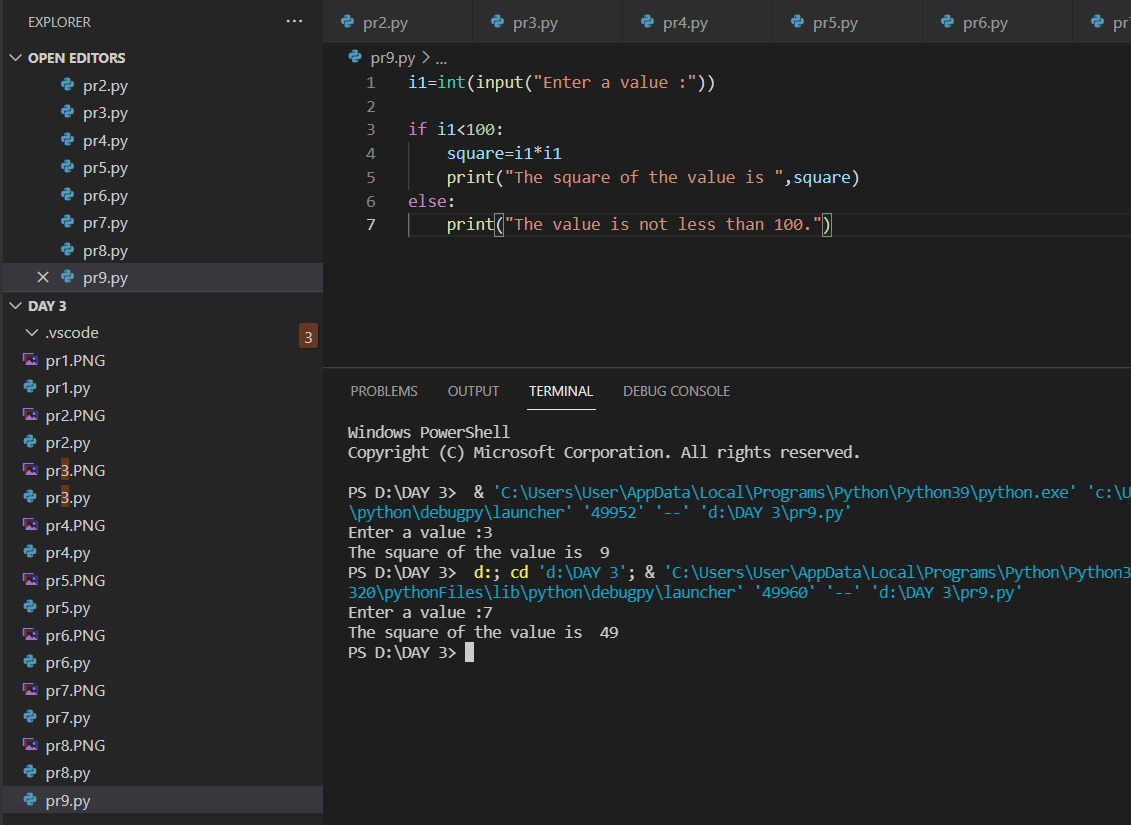 EXPLORER
...
OPEN EDITORS
pr2.py
pr3.py
pr4.py
pr5.py
pr6.py
pr7.py
pr8.py
pr9.py
DAY 3
.vscode
3
pr1.PNG
pr1.py
pr2.PNG
pr2.py
pr3.PNG
pr3.py
pr4.PNG
pr4.py
pr5.PNG
pr5.py
pr6.PNG
pr6.py
pr7.PNG
pr7.py
pr8.PNG
pr8.py
pr9.py
pr2.py pr3.py pr4.py pr5.py pr6.py
pr9.py > ...
1 i1=int(input("Enter a value :"))
2
3 if i1<100:
4 square=i1*i1
5 print("The square of the value is ",square)
6 else:
7 print("The value is not less than 100.")
PROBLEMS OUTPUT TERMINAL DEBUG CONSOLE
Windows PowerShell
Copyright (C) Microsoft Corporation. All rights reserved.
PS D:\DAY 3>  & 'C:\Users\User\AppData\Local\Programs\Python\Python39\python.exe' 'c:\U
\python\debugpy\launcher' '49952' '--' 'd:\DAY 3\pr9.py'
Enter a value :3
The square of the value is  9
PS D:\DAY 3>  d:; cd 'd:\DAY 3'; & 'C:\Users\User\AppData\Local\Programs\Python\Python3
320\pythonFiles\lib\python\debugpy\launcher' '49960' '--' 'd:\DAY 3\pr9.py'
Enter a value :7
The square of the value is  49
PS D:\DAY 3>